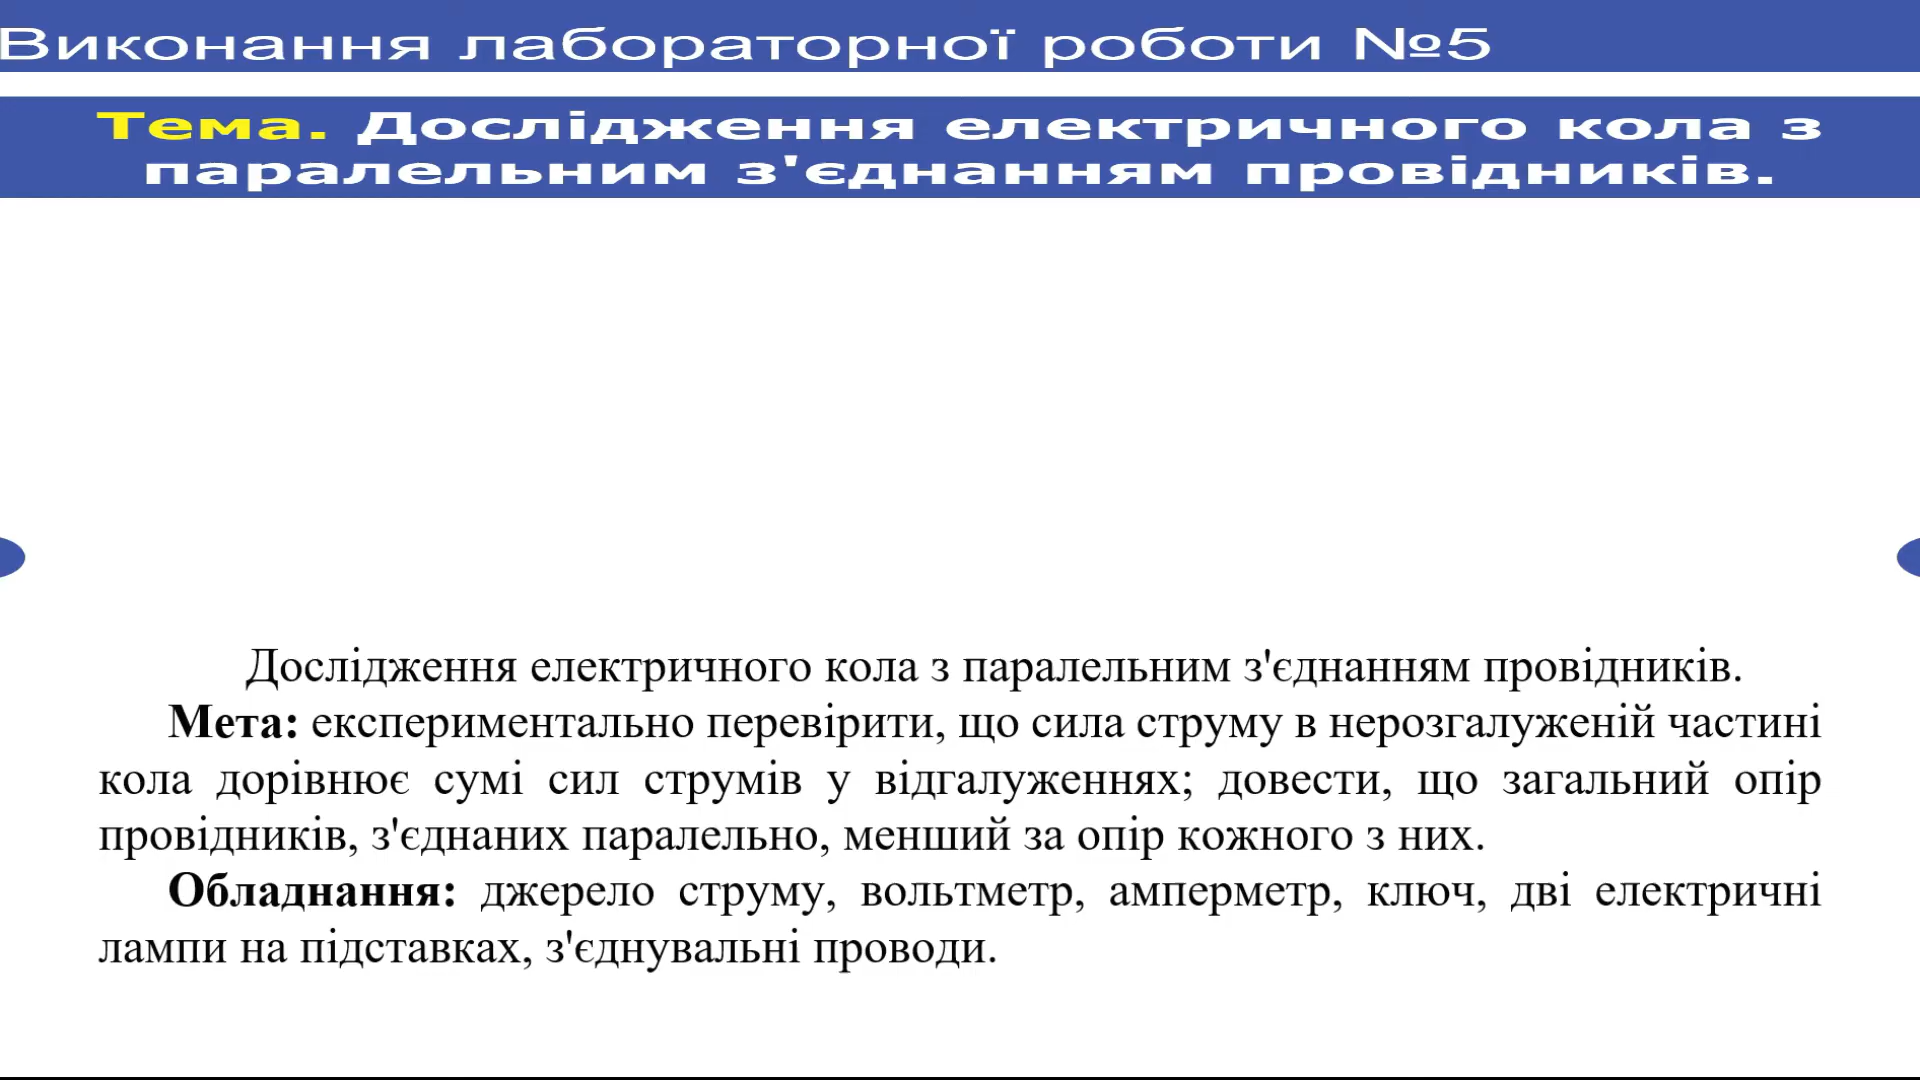 Виконання лабораторної роботи №5
Тема. Дослідження електричного кола з
паралельним з'єднанням провідників.
Дослідження електричного кола з паралельним з'єднанням провідників.
Мета: експериментально перевірити, що сила струму в нерозгалуженій частині
кола дорівнює сумі сил струмів у відгалуженнях; довести, що загальний опір
провідників, з'єднаних паралельно, менший за опір кожного з них.
Обладнання: джерело струму, вольтметр, амперметр, ключ, дві електричні
лампи на підставках, з'єднувальні проводи.